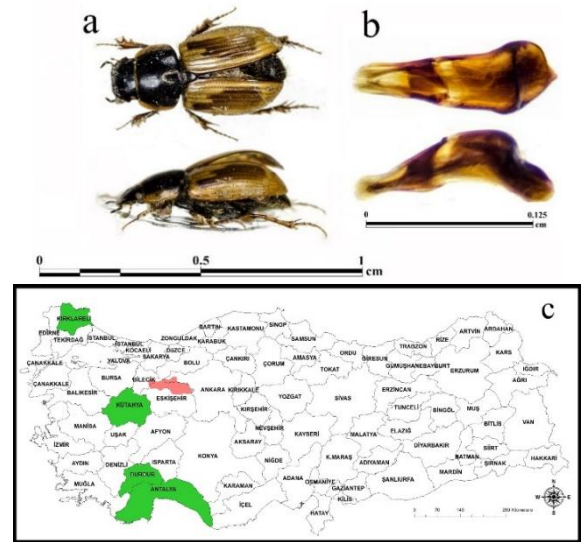 a
b
0
0.5
1
cm
0
0.125
cm
c
KIRKLARELİ
EDİRNE
TEKİRDAĞ
İSTANBUL
İSTANBUL
KOCAELİ
YALOVA
SAKARYA
DÜZCE
ZONGULDAK
BARTIN
KARABÜK
KASTAMONU
SİNOP
SAMSUN
BOLU
ÇANKIRI
ÇORUM
AMASYA
TOKAT
ORDU
GİRESUN
TRABZON
RİZE
ARTVİN
ARDAHAN
KARS
IĞDIR
AĞRI
GÜMÜŞHANE
BAYBURT
ERZURUM
ERZİNCAN
ÇANAKKALE
ÇANAKKALE
BALIKESİR
BURSA
BİLECİK
ESKİŞEHİR
ANKARA
KIRIKKALE
YOZGAT
SİVAS
TUNCELİ
BİNGÖL
MUŞ
BİTLİS
VAN
KÜTAHYA
MANİSA
UŞAK
AFYON
KIRŞEHİR
NEVŞEHİR
KAYSERİ
MALATYA
ELAZIĞ
DİYARBAKIR
BATMAN
SİİRT
ŞIRNAK
HAKKARİ
İZMİR
AYDIN
DENİZLİ
ISPARTA
KONYA
AKSARAY
NİĞDE
K.MARAŞ
ADIYAMAN
ŞANLIURFA
MARDİN
MUĞLA
BURDUR
ANTALYA
KARAMAN
İÇEL
ADANA
OSMANİYE
GAZİANTEP
KİLİS
HATAY
N
S